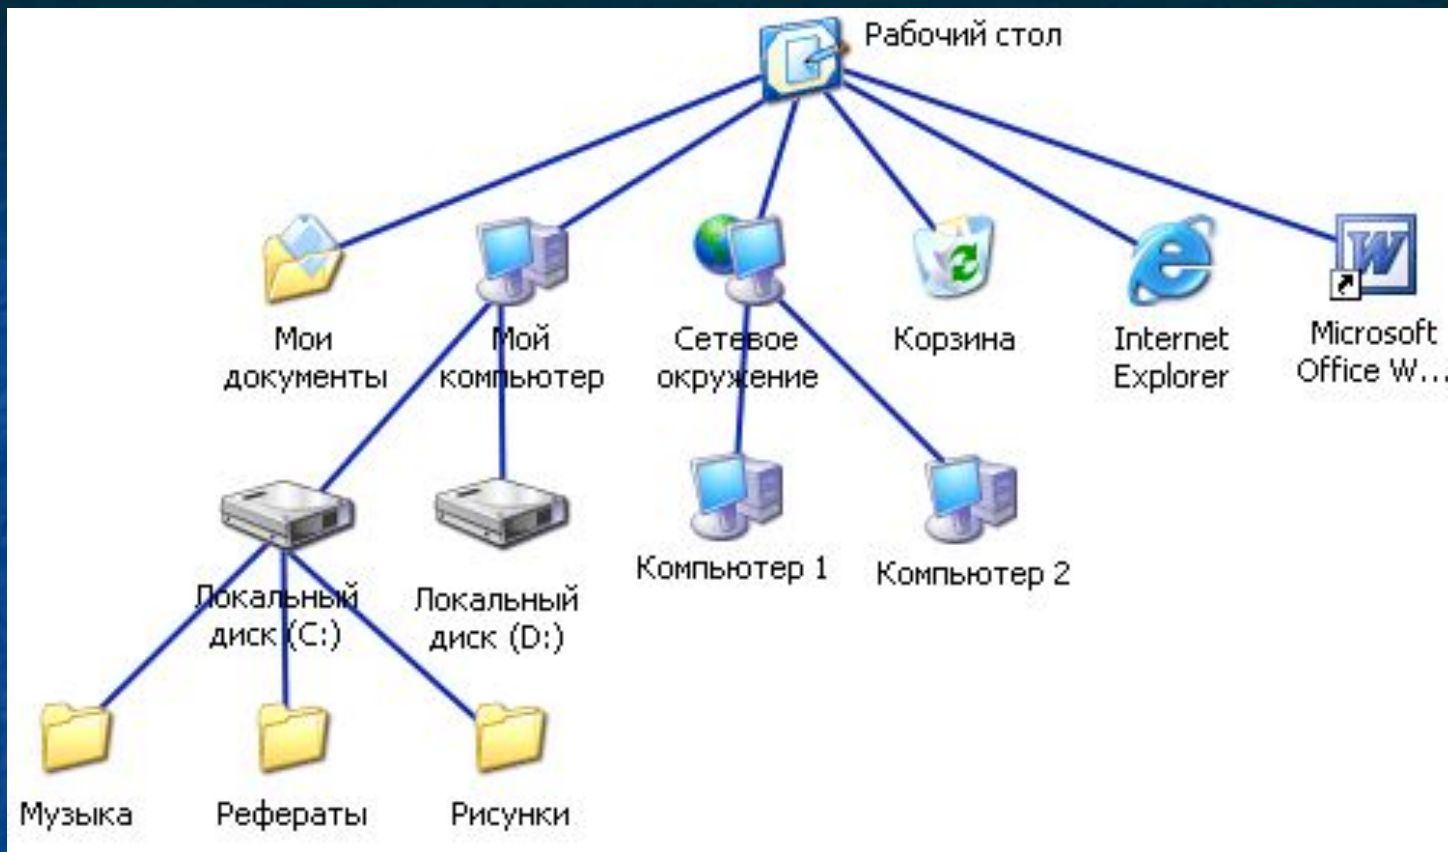 Рабочий стол
Мои
документы
Мой
компьютер
Сетевое
окружение
Корзина
Internet
Explorer
Microsoft
Office W...
Локальный
диск (C:)
Локальный
диск (D:)
Компьютер 1
Компьютер 2
Музыка
Рефераты
Рисунки